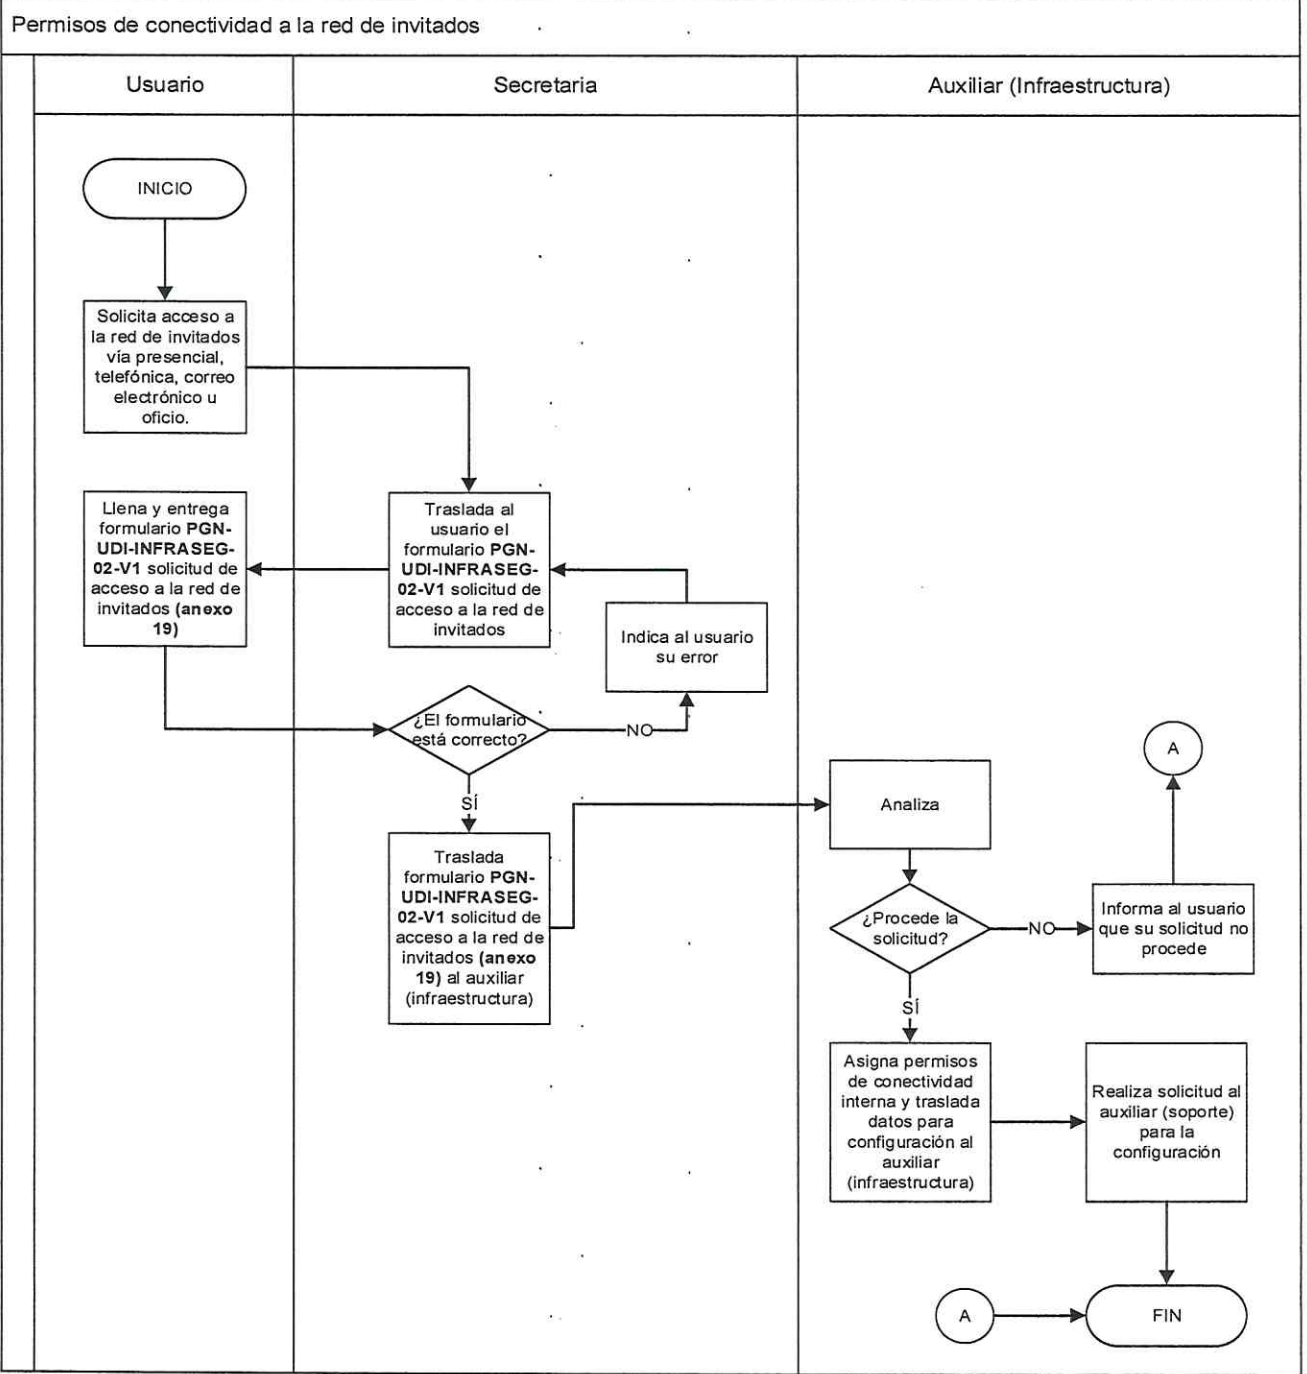 Permisos de conectividad a la red de invitados
Usuario
Secretaria
Auxiliar (Infraestructura)
INICIO
Solicita acceso a
la red de invitados
vía presencial,
telefónica, correo
electrónico u
oficio.
Llena y entrega
formulario PGN-
UDI-INFRASEG-
02-V1 solicitud de
acceso a la red de
invitados (anexo
19)
Traslada al
usuario el
formulario PGN-
UDI-INFRASEG-
02-V1 solicitud de
acceso a la red de
invitados
Indica al usuario
su error
¿El formulario
está correcto?
NO
SÍ
Traslada
formulario PGN-
UDI-INFRASEG-
02-V1 solicitud de
acceso a la red de
invitados (anexo
19) al auxiliar
(infraestructura)
Analiza
A
¿Procede la
solicitud?
NO
Informa al usuario
que su solicitud no
procede
SÍ
Asigna permisos
de conectividad
interna y traslada
datos para
configuración al
auxiliar
(infraestructura)
Realiza solicitud al
auxiliar (soporte)
para la
configuración
A
FIN